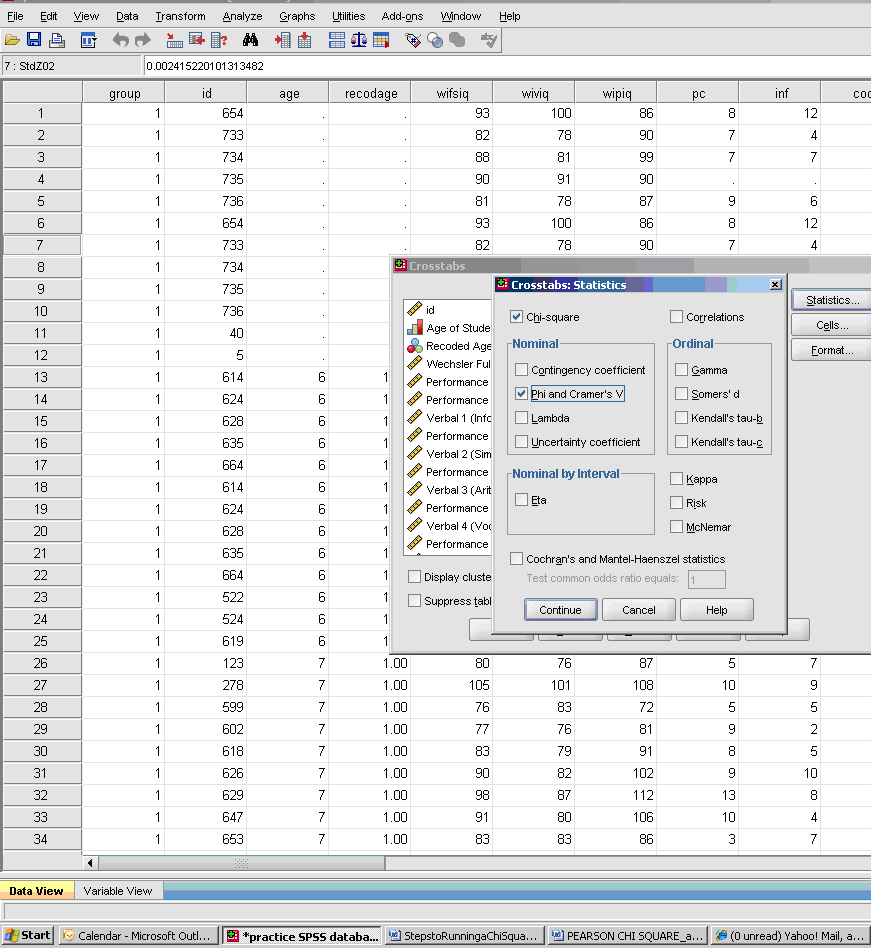 File Edit View Data Transform Analyze Graphs Utilities Add-ons Window Help
7 : StdZ02 0.002415220101313482
group id age recodage wifsiq wiviq wipiq pc inf
1 1 654 . . 93 100 86 8 12
2 1 733 . . 82 78 90 7 4
3 1 734 . . 88 81 99 7 7
4 1 735 . . 90 91 90 . .
5 1 736 . . 81 78 87 9 6
6 1 654 . . 93 100 86 8 12
7 1 733 . . 82 78 90 7 4
8 1 734 . .
9 1 735 . .
10 1 736 . .
11 1 40 . .
12 1 5 . .
13 1 614 6 1
14 1 624 6 1
15 1 628 6 1
16 1 635 6 1
17 1 664 6 1
18 1 614 6 1
19 1 624 6 1
20 1 628 6 1
21 1 635 6 1
22 1 664 6 1
23 1 522 6 1
24 1 524 6 1
25 1 619 6 1
26 1 123 7 1.00 80 76 87 5 7
27 1 278 7 1.00 105 101 108 10 9
28 1 599 7 1.00 76 83 72 5 5
29 1 602 7 1.00 77 76 81 9 2
30 1 618 7 1.00 83 79 91 8 5
31 1 626 7 1.00 90 82 102 9 10
32 1 629 7 1.00 98 87 112 13 8
33 1 647 7 1.00 91 80 106 10 4
34 1 653 7 1.00 83 83 86 3 7
Crosstabs
id
Age of Stude
Recoded Age
Wechsler Ful
Performance
Performance
Verbal 1 (Info
Performance
Verbal 2 (Sim
Performance
Verbal 3 (Arit
Performance
Verbal 4 (Voc
Performance
Display cluste
Suppress tabl
Statistics...
Cells...
Format...
Crosstabs: Statistics
Chi-square
Correlations
Nominal
Contingency coefficient
Phi and Cramer's V
Lambda
Uncertainty coefficient
Ordinal
Gamma
Somers' d
Kendall's tau-b
Kendall's tau-c
Nominal by Interval
Eta
Kappa
Risk
McNemar
Cochran's and Mantel-Haenszel statistics
Test common odds ratio equals: 1
Continue Cancel Help
Data View Variable View
Start Calendar - Microsoft Outl... *practice SPSS databa... StepstoRunningaChiSqua... PEARSON CHI SQUARE_a... (0 unread) Yahoo! Mail, a...